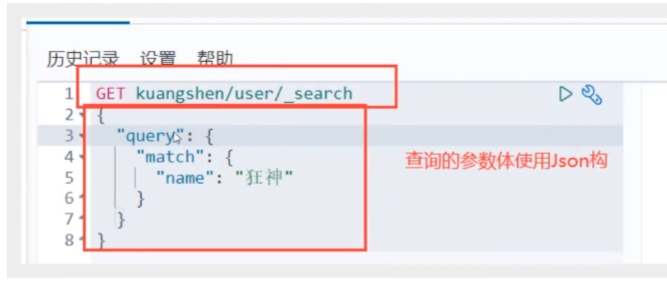 历史记录 设置 帮助
1 GET kuangshen/user/_search
2 {
3 "query": {
4 "match": {
5 "name": "狂神"
6 }
7 }
8 }
查询的参数体使用Json构